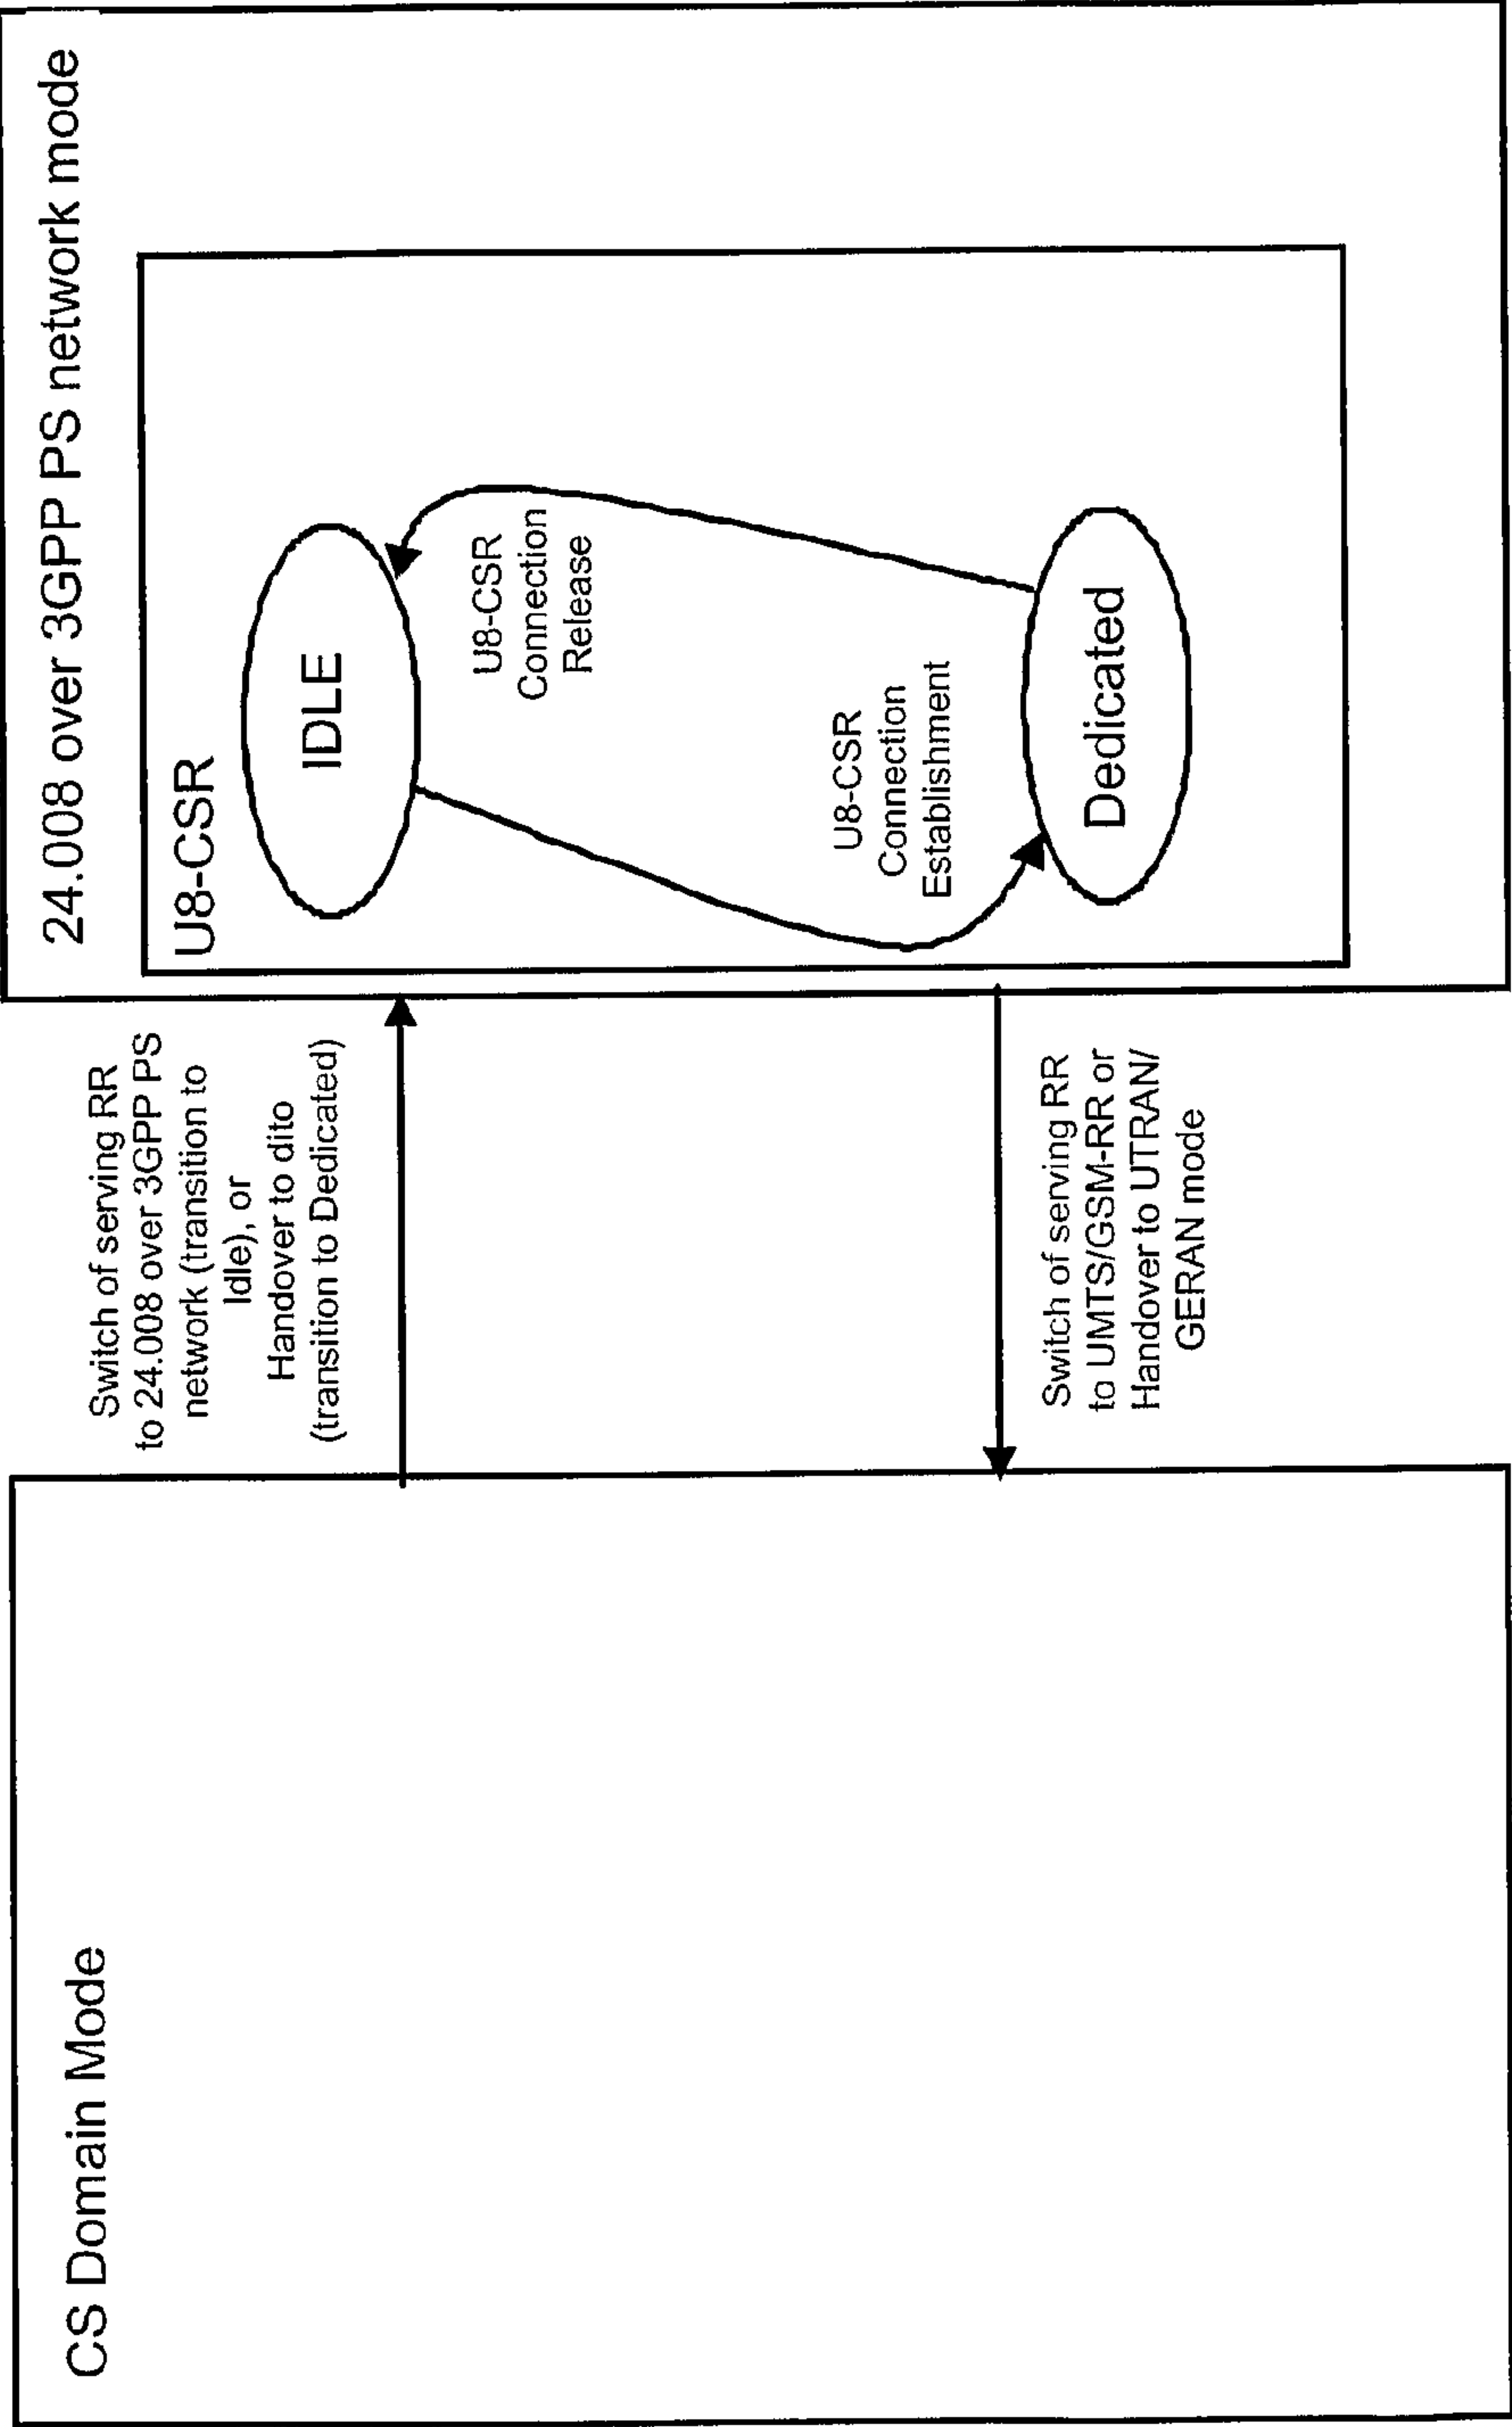 CS Domain Mode
Switch of serving RR
to 24.008 over 3GPP PS
network (transition to
Idle), or
Handover to dito
(transition to Dedicated)
Switch of serving RR
to UMTS/GSM-RR or
Handover to UTRAN/
GERAN mode
24.008 over 3GPP PS network mode
U8-CSR
IDLE
U8-CSR
Connection
Release
U8-CSR
Connection
Establishment
Dedicated